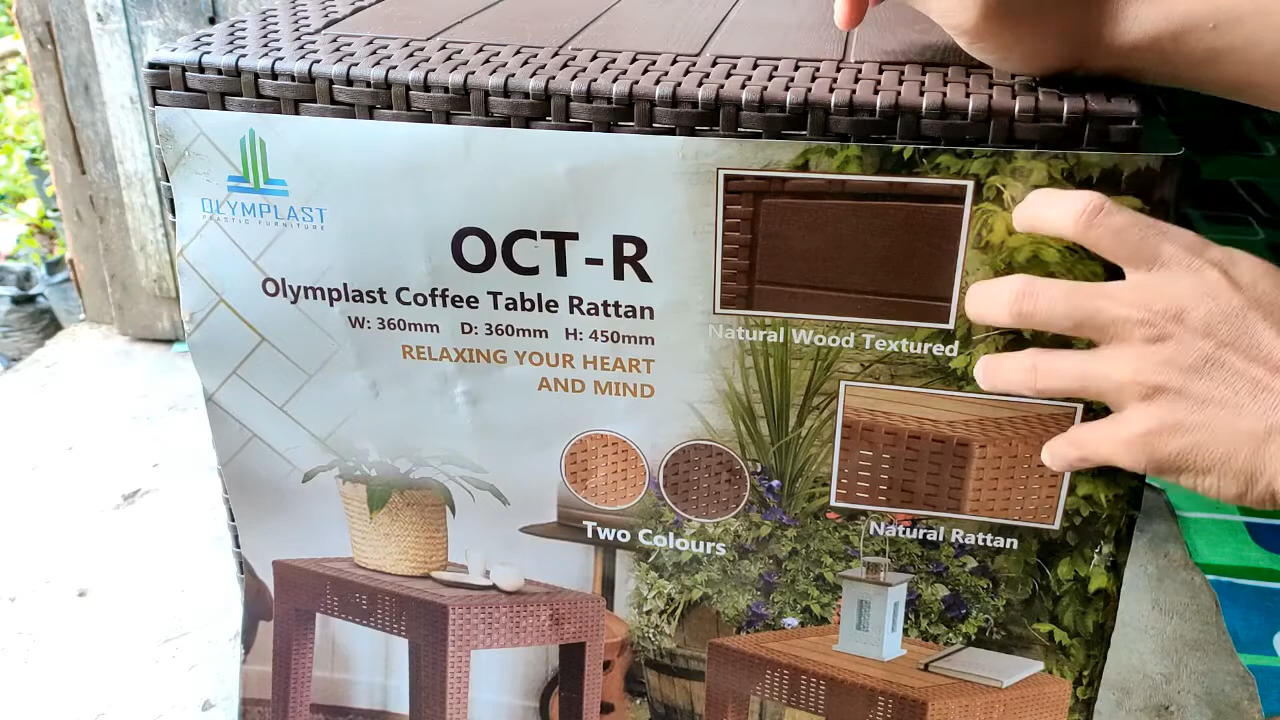 OLYMPLAST
PLASTIC FURNITURE
OCT-R
Olymplast Coffee Table Rattan
W: 360mm D: 360mm H: 450mm
RELAXING YOUR HEART
AND MIND
Natural Wood Textured
Two Colours
Natural Rattan